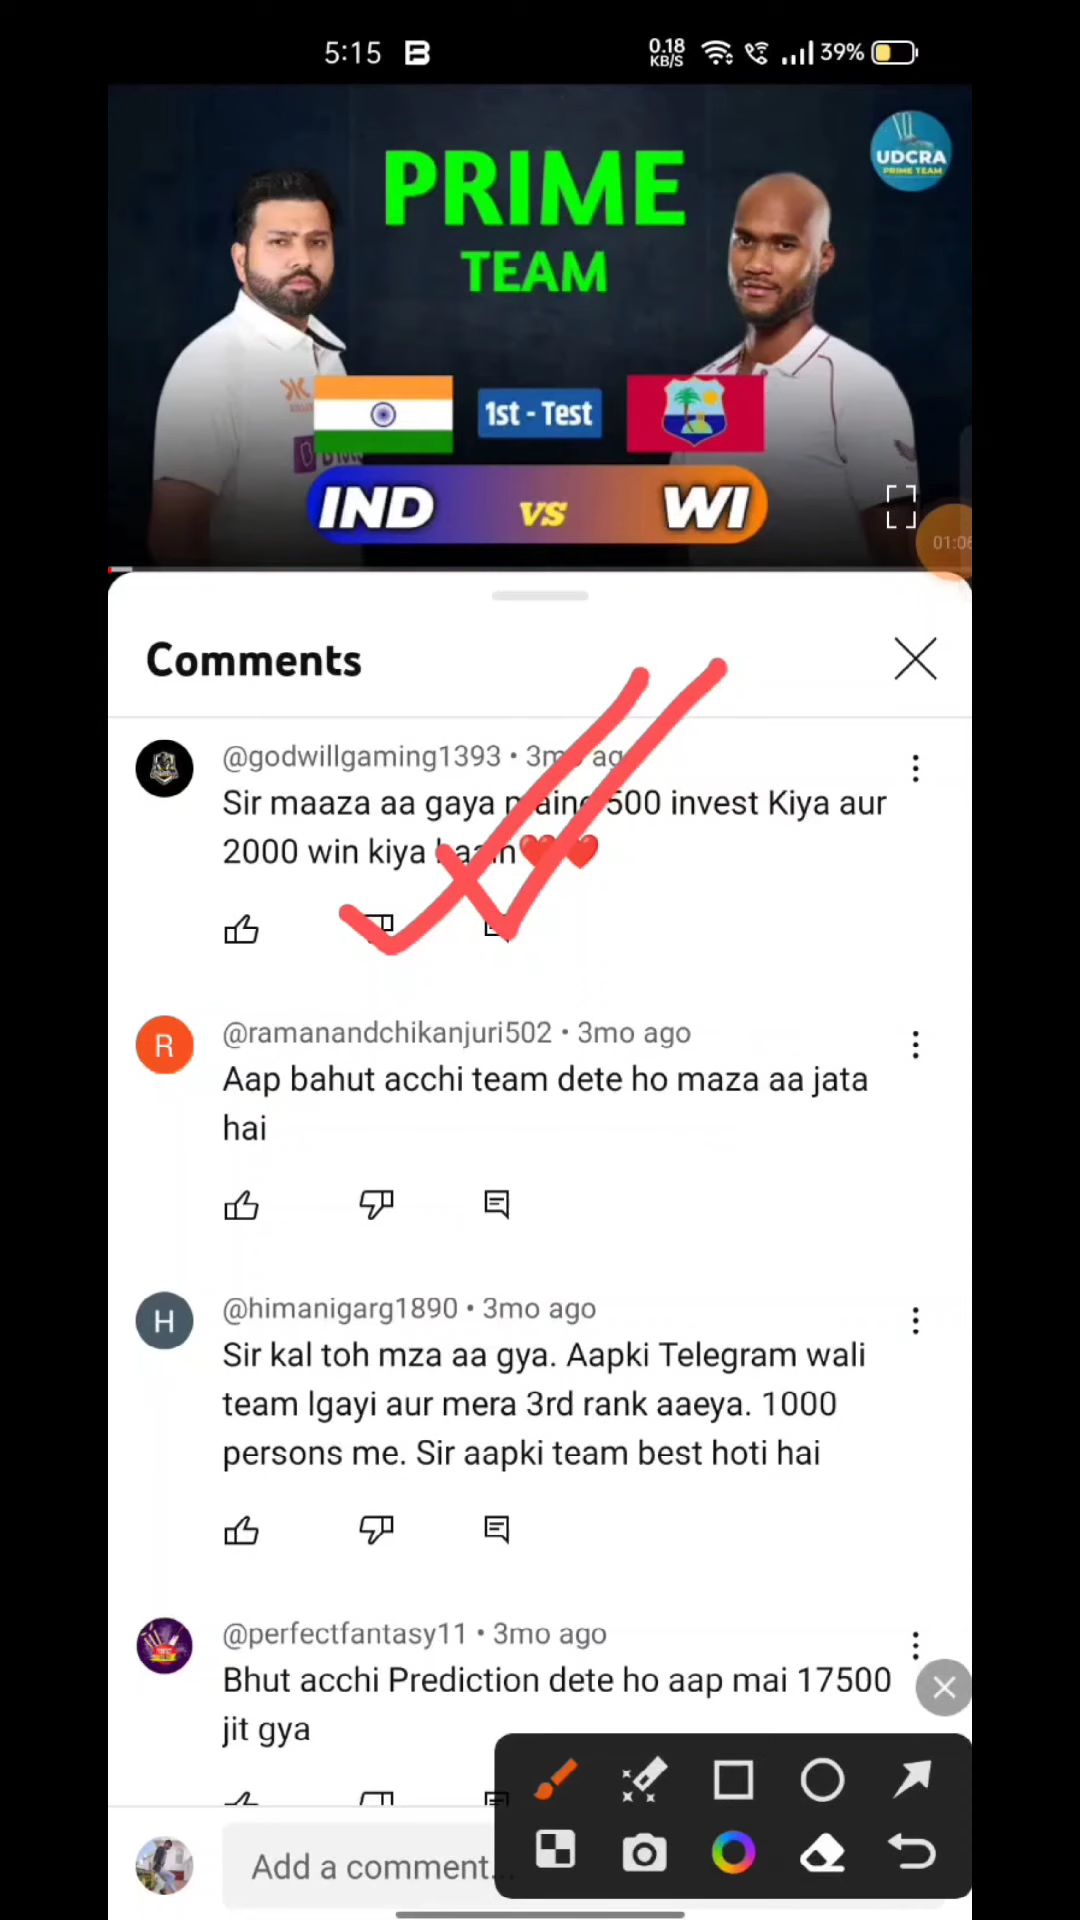 5:15
0.18
KB/S
39%
PRIME
TEAM
UDCRA
PRIME TEAM
1st - Test
IND vs WI
01:06
Comments
@godwillgaming1393 • 3mo ago
Sir maaza aa gaya maine 500 invest Kiya aur
2000 win kiya haain❤️❤️
@ramanandchikanjuri502 • 3mo ago
Aap bahut acchi team dete ho maza aa jata
hai
@himanigarg1890 • 3mo ago
Sir kal toh mza aa gya. Aapki Telegram wali
team lgayi aur mera 3rd rank aaeya. 1000
persons me. Sir aapki team best hoti hai
@perfectfantasy11 • 3mo ago
Bhut acchi Prediction dete ho aap mai 17500
jit gya
Add a comment...